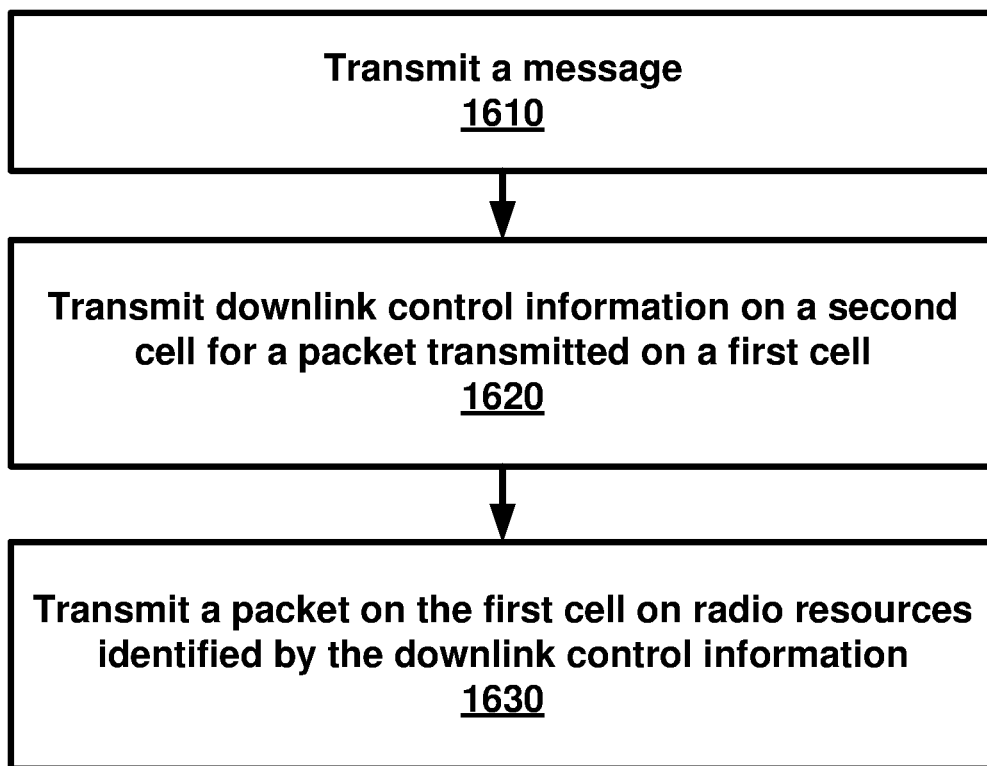 Transmit a message
1610
Transmit downlink control information on a second
cell for a packet transmitted on a first cell
1620
Transmit a packet on the first cell on radio resources
identified by the downlink control information
1630